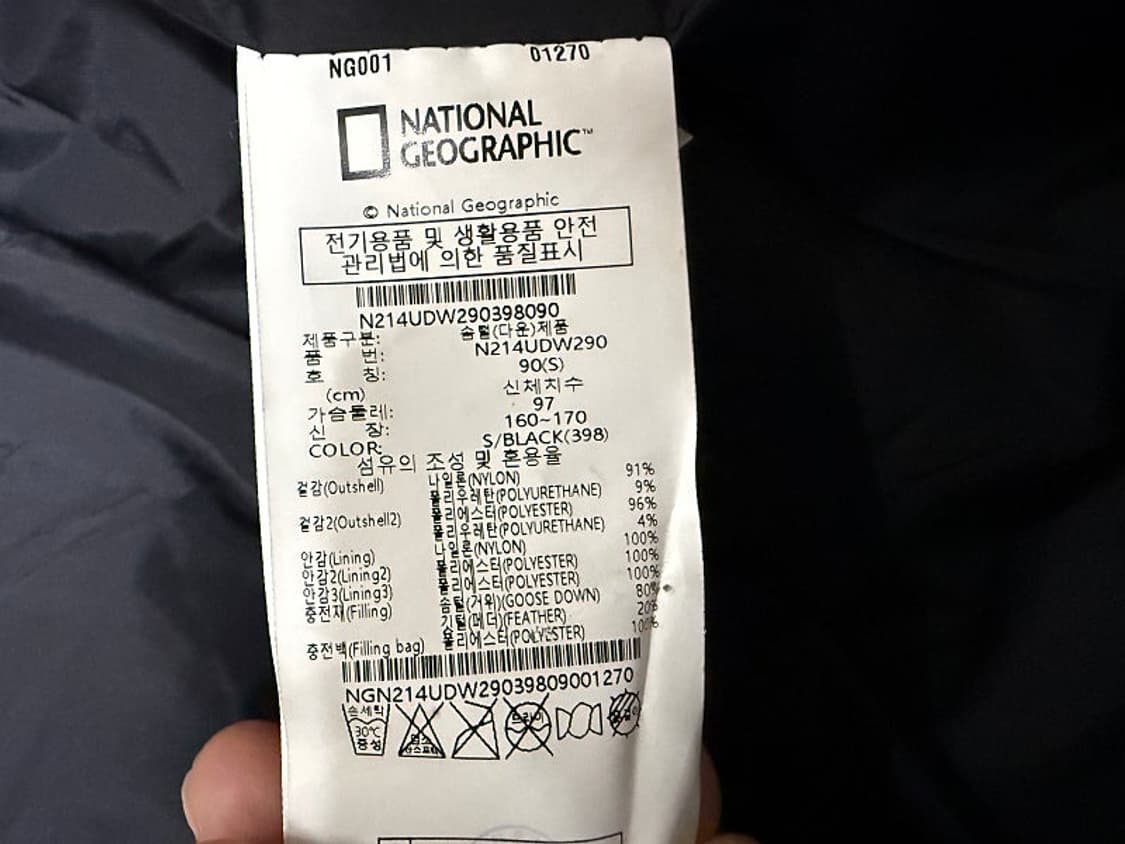 NG001 01270
NATIONAL
GEOGRAPHIC™
© National Geographic
전기용품 및 생활용품 안전
관리법에 의한 품질표시
N214UDW290398090
제품구분: 솜털(다운)제품
품 번: N214UDW290
호 칭: 90(S)
(cm) 신체치수
가슴둘레: 97
신 장: 160~170
COLOR: S/BLACK(398)
섬유의 조성 및 혼용율
겉감(Outshell) 나일론(NYLON) 91%
폴리우레탄(POLYURETHANE) 9%
겉감2(Outshell2) 폴리에스터(POLYESTER) 96%
폴리우레탄(POLYURETHANE) 4%
안감(Lining) 나일론(NYLON) 100%
안감2(Lining2) 폴리에스터(POLYESTER) 100%
안감3(Lining3) 폴리에스터(POLYESTER) 100%
충전재(Filling) 솜털(거위)(GOOSE DOWN) 80%
깃털(페더)(FEATHER) 20%
충전백(Filling bag) 폴리에스터(POLYESTER) 100%
NGN214UDW29039809001270
손세탁
30℃
중성
염소
드라이